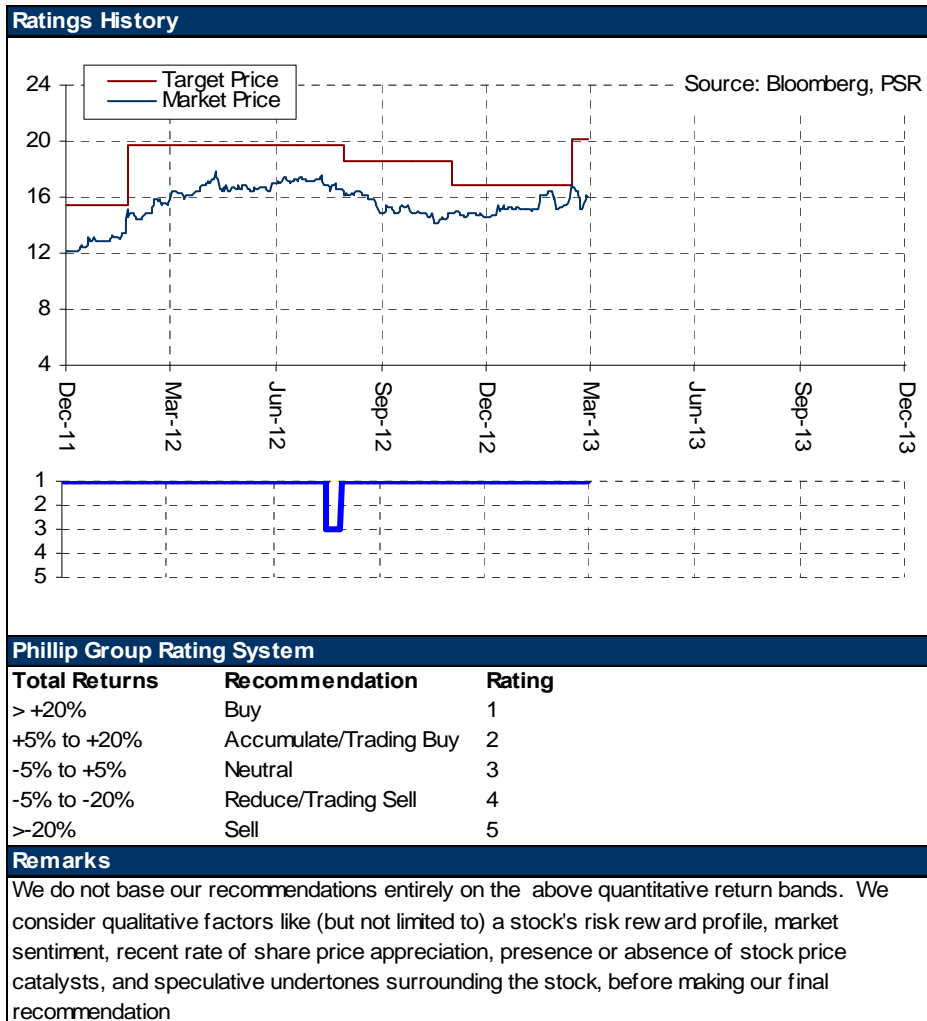 Ratings History
Target Price
Market Price
Source: Bloomberg, PSR
24
20
16
12
8
4
Dec-11
Mar-12
Jun-12
Sep-12
Dec-12
Mar-13
Jun-13
Sep-13
Dec-13
1
2
3
4
5
Phillip Group Rating System
Total Returns Recommendation Rating
> +20% Buy 1
+5% to +20% Accumulate/Trading Buy 2
-5% to +5% Neutral 3
-5% to -20% Reduce/Trading Sell 4
>-20% Sell 5
Remarks
We do not base our recommendations entirely on the above quantitative return bands. We
consider qualitative factors like (but not limited to) a stock's risk reward profile, market
sentiment, recent rate of share price appreciation, presence or absence of stock price
catalysts, and speculative undertones surrounding the stock, before making our final
recommendation